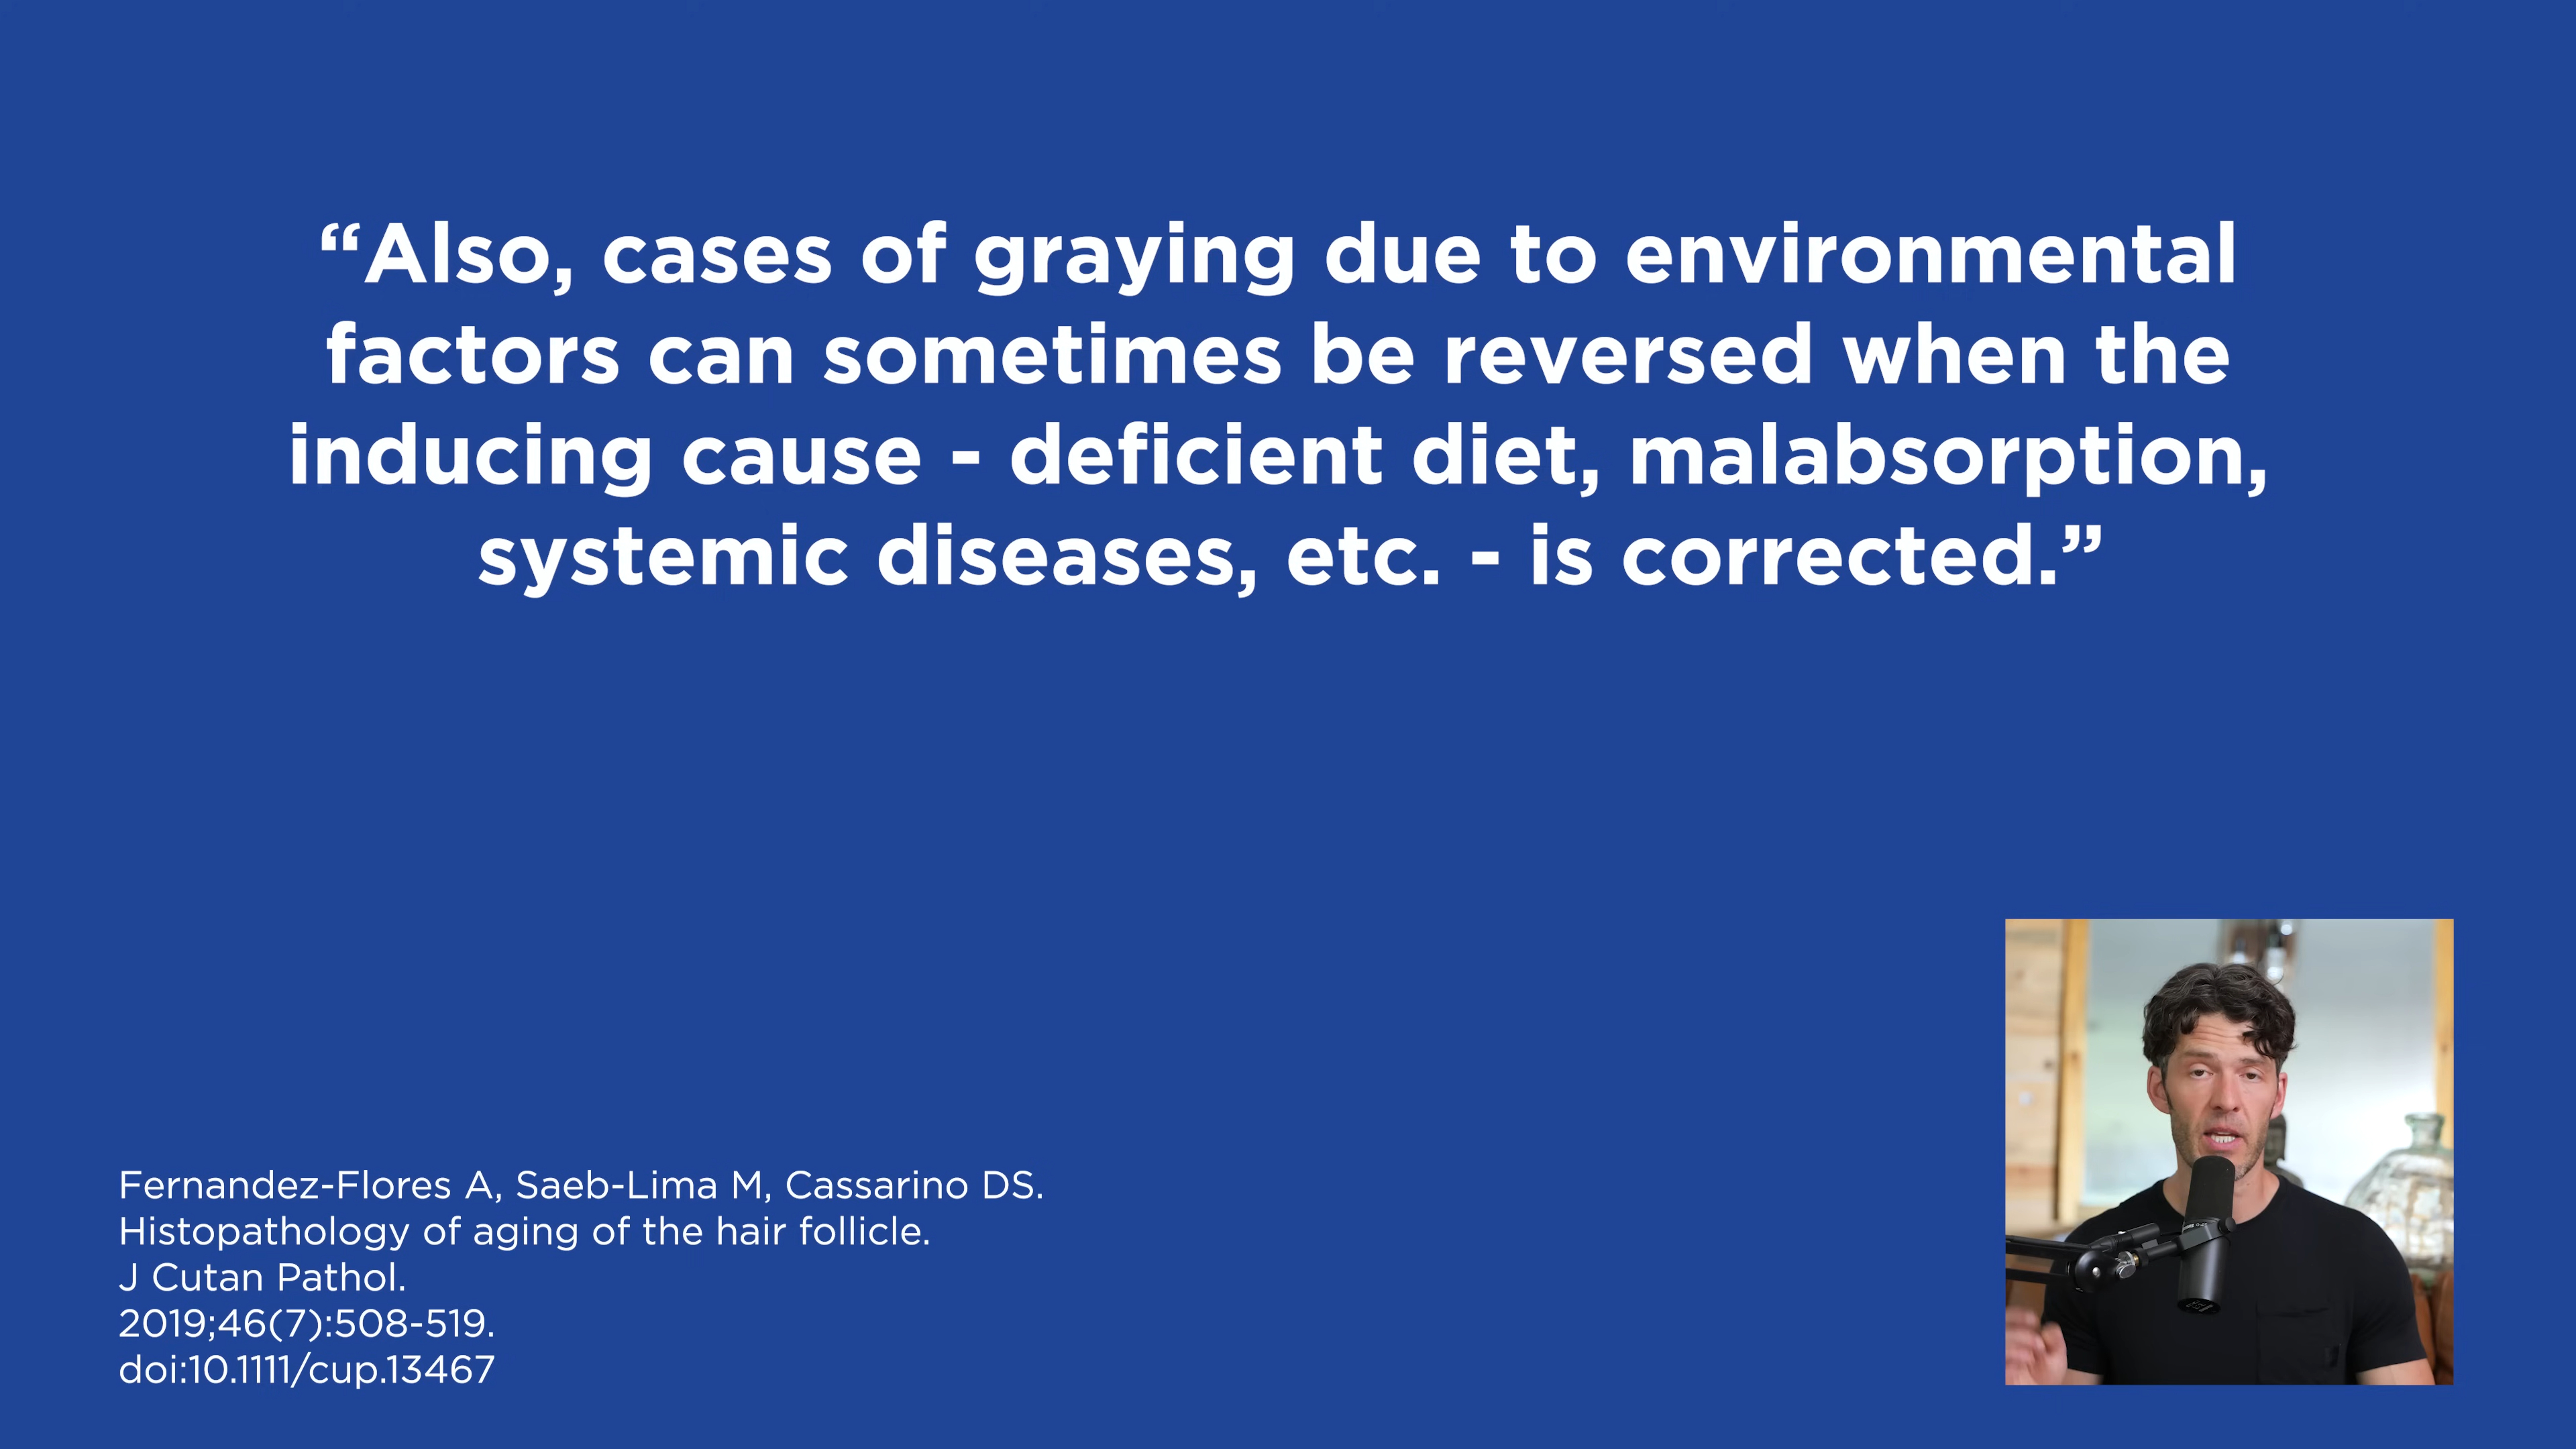 “Also, cases of graying due to environmental
factors can sometimes be reversed when the
inducing cause - deficient diet, malabsorption,
systemic diseases, etc. - is corrected.”
Fernandez-Flores A, Saeb-Lima M, Cassarino DS.
Histopathology of aging of the hair follicle.
J Cutan Pathol.
2019;46(7):508-519.
doi:10.1111/cup.13467